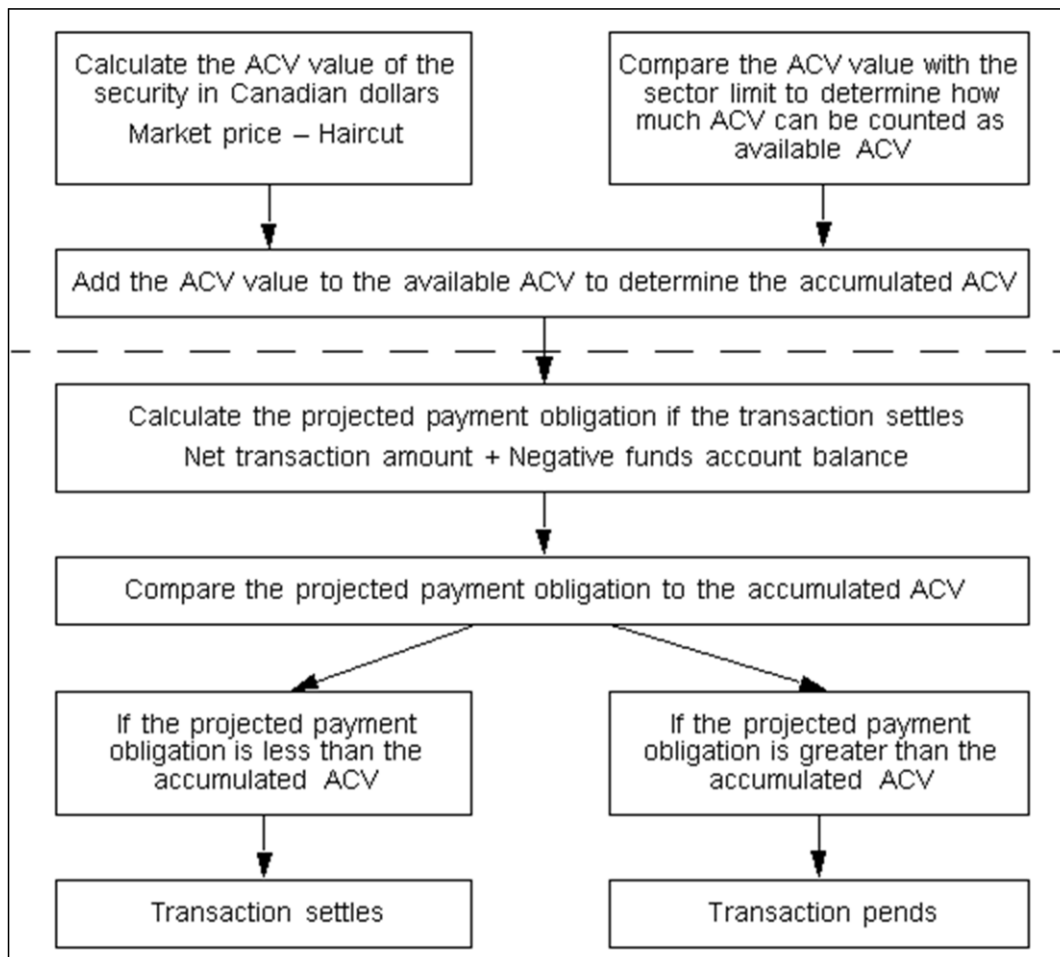 Calculate the ACV value of the
security in Canadian dollars
Market price – Haircut
Compare the ACV value with the
sector limit to determine how
much ACV can be counted as
available ACV
Add the ACV value to the available ACV to determine the accumulated ACV
Calculate the projected payment obligation if the transaction settles
Net transaction amount + Negative funds account balance
Compare the projected payment obligation to the accumulated ACV
If the projected payment
obligation is less than the
accumulated ACV
If the projected payment
obligation is greater than the
accumulated ACV
Transaction settles
Transaction pends